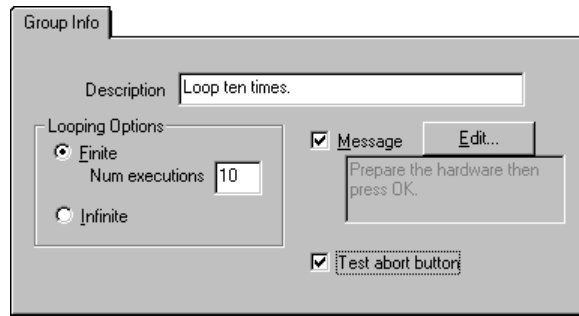 Group Info
Description Loop ten times.
Looping Options
Finite
Num executions 10
Infinite
Message Edit...
Prepare the hardware then
press OK.
Test abort button